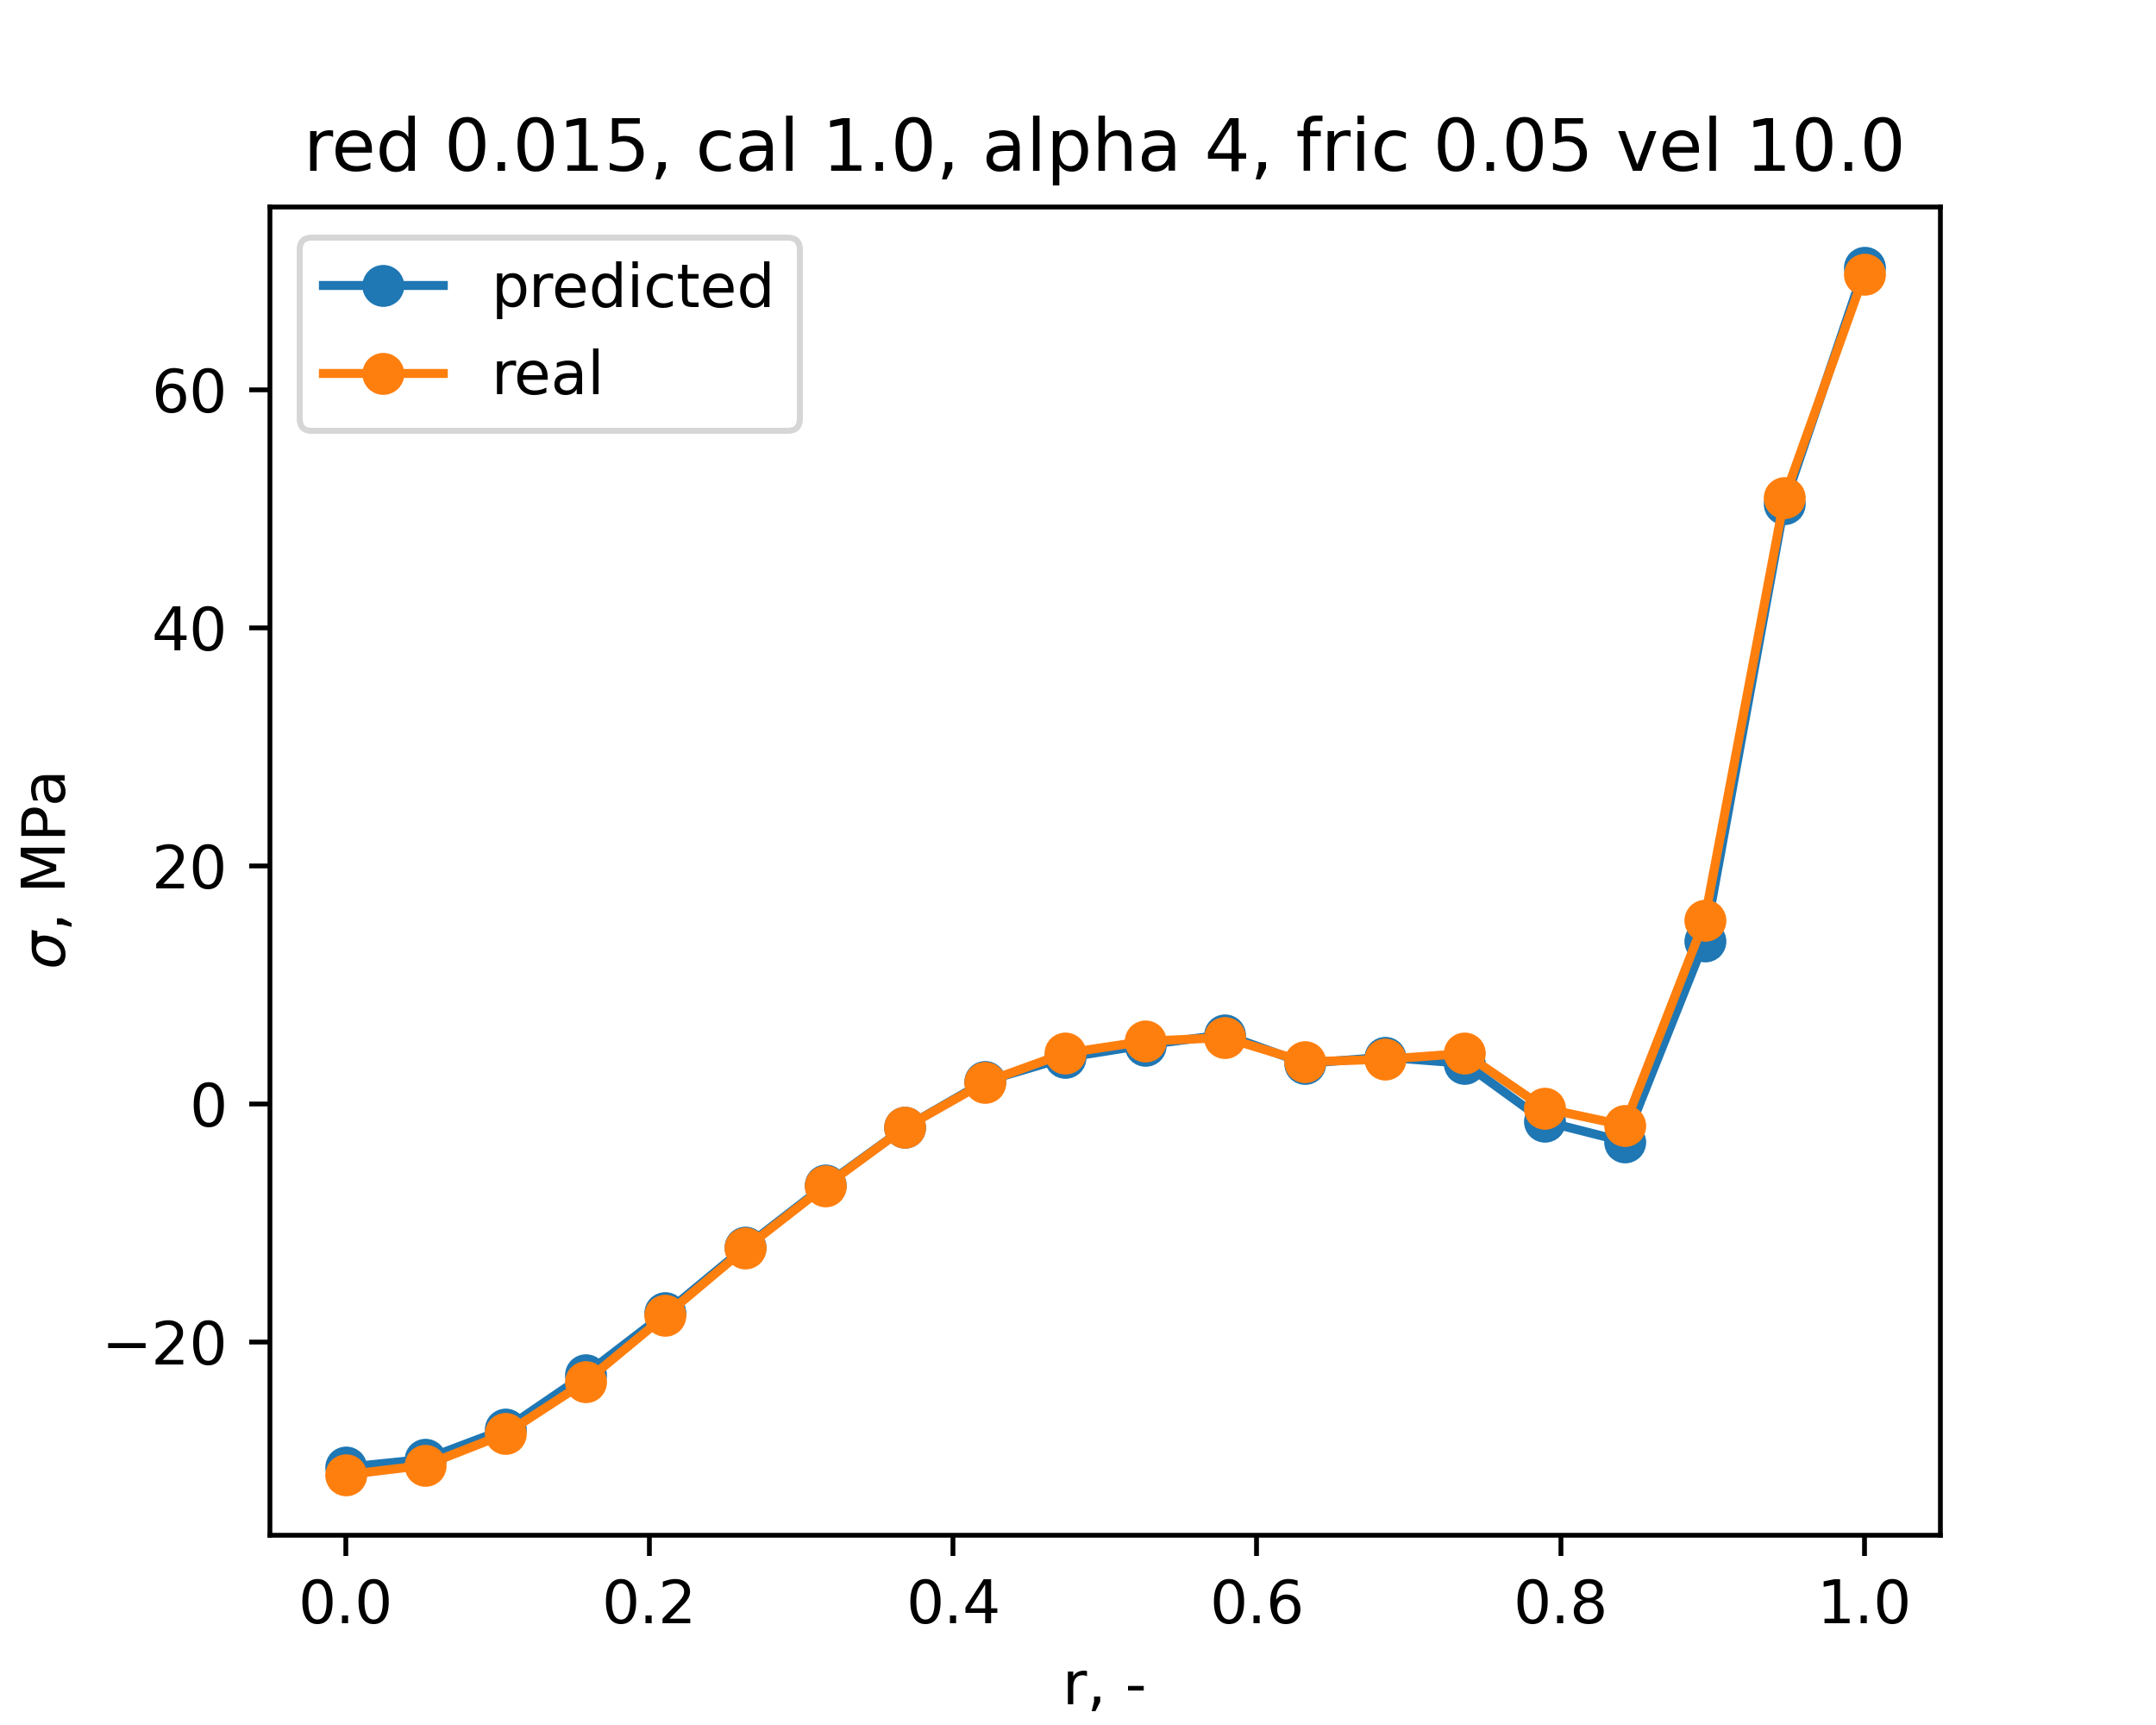 red 0.015, cal 1.0, alpha 4, fric 0.05 vel 10.0
predicted
real
60
40
20
0
−20
σ, MPa
0.0 0.2 0.4 0.6 0.8 1.0
r, -